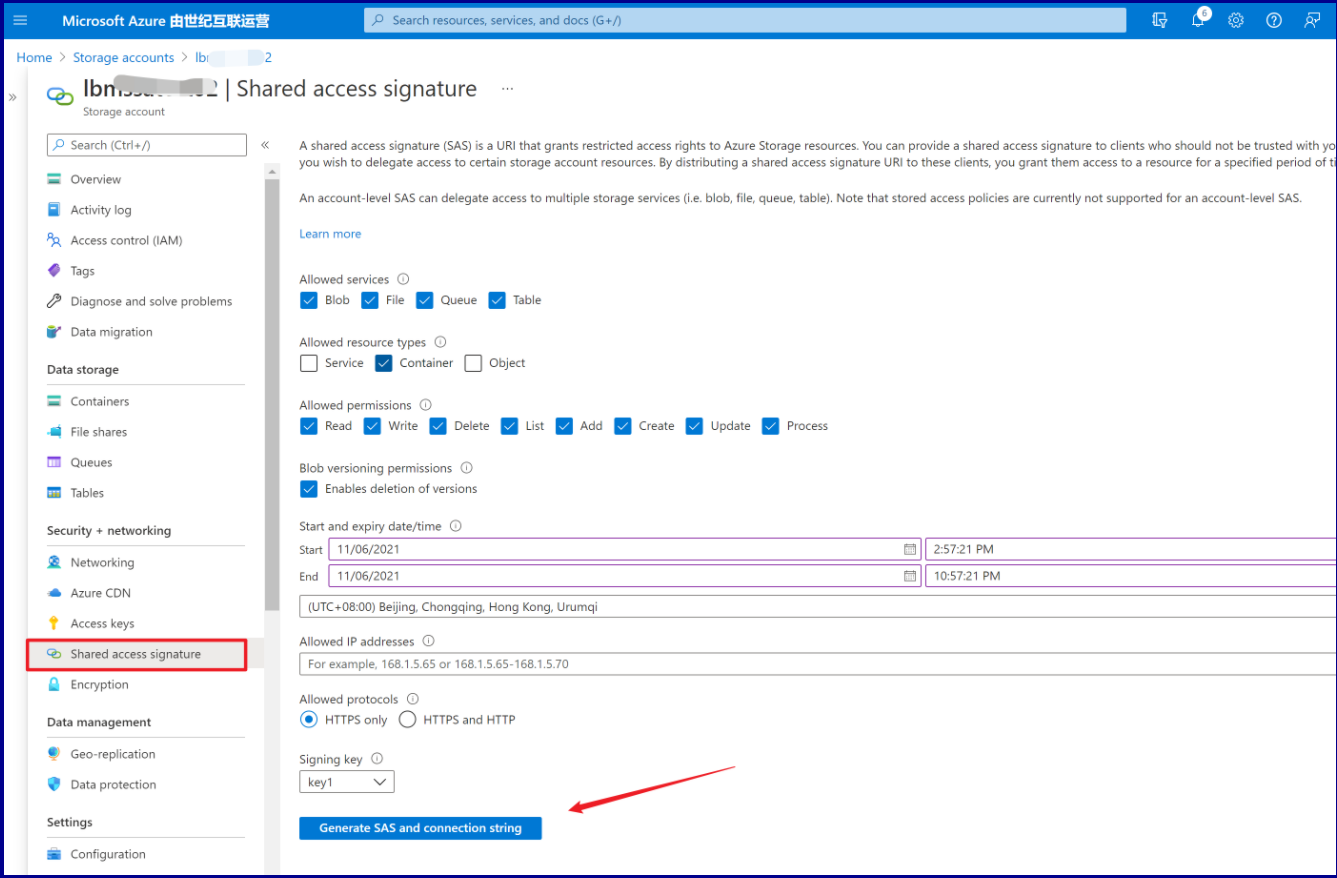 Microsoft Azure 由世纪互联运营
Search resources, services, and docs (G+/)
6
Home > Storage accounts >
| Shared access signature ...
Storage account
Search (Ctrl+/)
Overview
Activity log
Access control (IAM)
Tags
Diagnose and solve problems
Data migration
Data storage
Containers
File shares
Queues
Tables
Security + networking
Networking
Azure CDN
Access keys
Shared access signature
Encryption
Data management
Geo-replication
Data protection
Settings
Configuration
A shared access signature (SAS) is a URI that grants restricted access rights to Azure Storage resources. You can provide a shared access signature to clients who should not be trusted with yo
you wish to delegate access to certain storage account resources. By distributing a shared access signature URI to these clients, you grant them access to a resource for a specified period of ti
An account-level SAS can delegate access to multiple storage services (i.e. blob, file, queue, table). Note that stored access policies are currently not supported for an account-level SAS.
Learn more
Allowed services
Blob File Queue Table
Allowed resource types
Service Container Object
Allowed permissions
Read Write Delete List Add Create Update Process
Blob versioning permissions
Enables deletion of versions
Start and expiry date/time
Start 11/06/2021 2:57:21 PM
End 11/06/2021 10:57:21 PM
(UTC+08:00) Beijing, Chongqing, Hong Kong, Urumqi
Allowed IP addresses
For example, 168.1.5.65 or 168.1.5.65-168.1.5.70
Allowed protocols
HTTPS only HTTPS and HTTP
Signing key
key1
Generate SAS and connection string